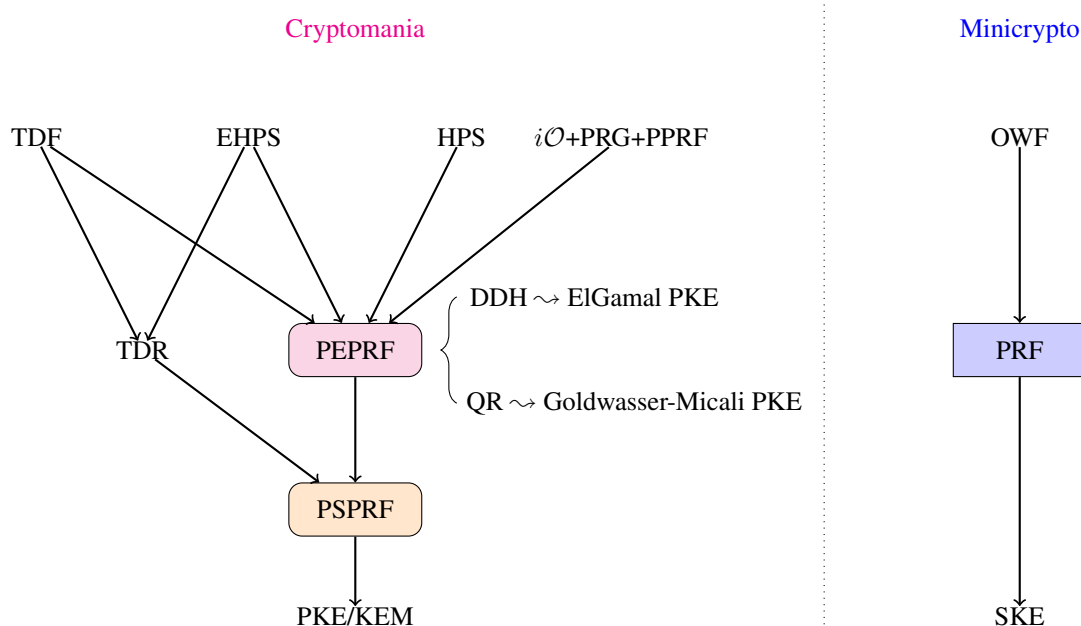 Cryptomania
Minicrypto
TDF
EHPS
HPS
iO+PRG+PPRF
OWF
DDH ⇝ ElGamal PKE
TDR
PEPRF
PRF
QR ⇝ Goldwasser-Micali PKE
PSPRF
PKE/KEM
SKE